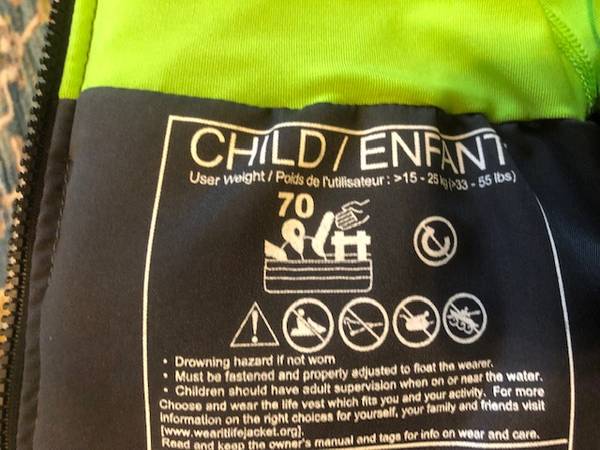 CHILD / ENFANT
User Weight / Poids de l'utilisateur : >15 - 25 kg (>33 - 55 lbs)
70
• Drowning hazard if not worn
• Must be fastened and properly adjusted to float the wearer.
• Children should have adult supervision when on or near the water.
Choose and wear the life vest which fits you and your activity. For more
information on the right choices for yourself, your family and friends visit
[www.wearitlifejacket.org].
Read and keep the owner's manual and tags for info on wear and care.